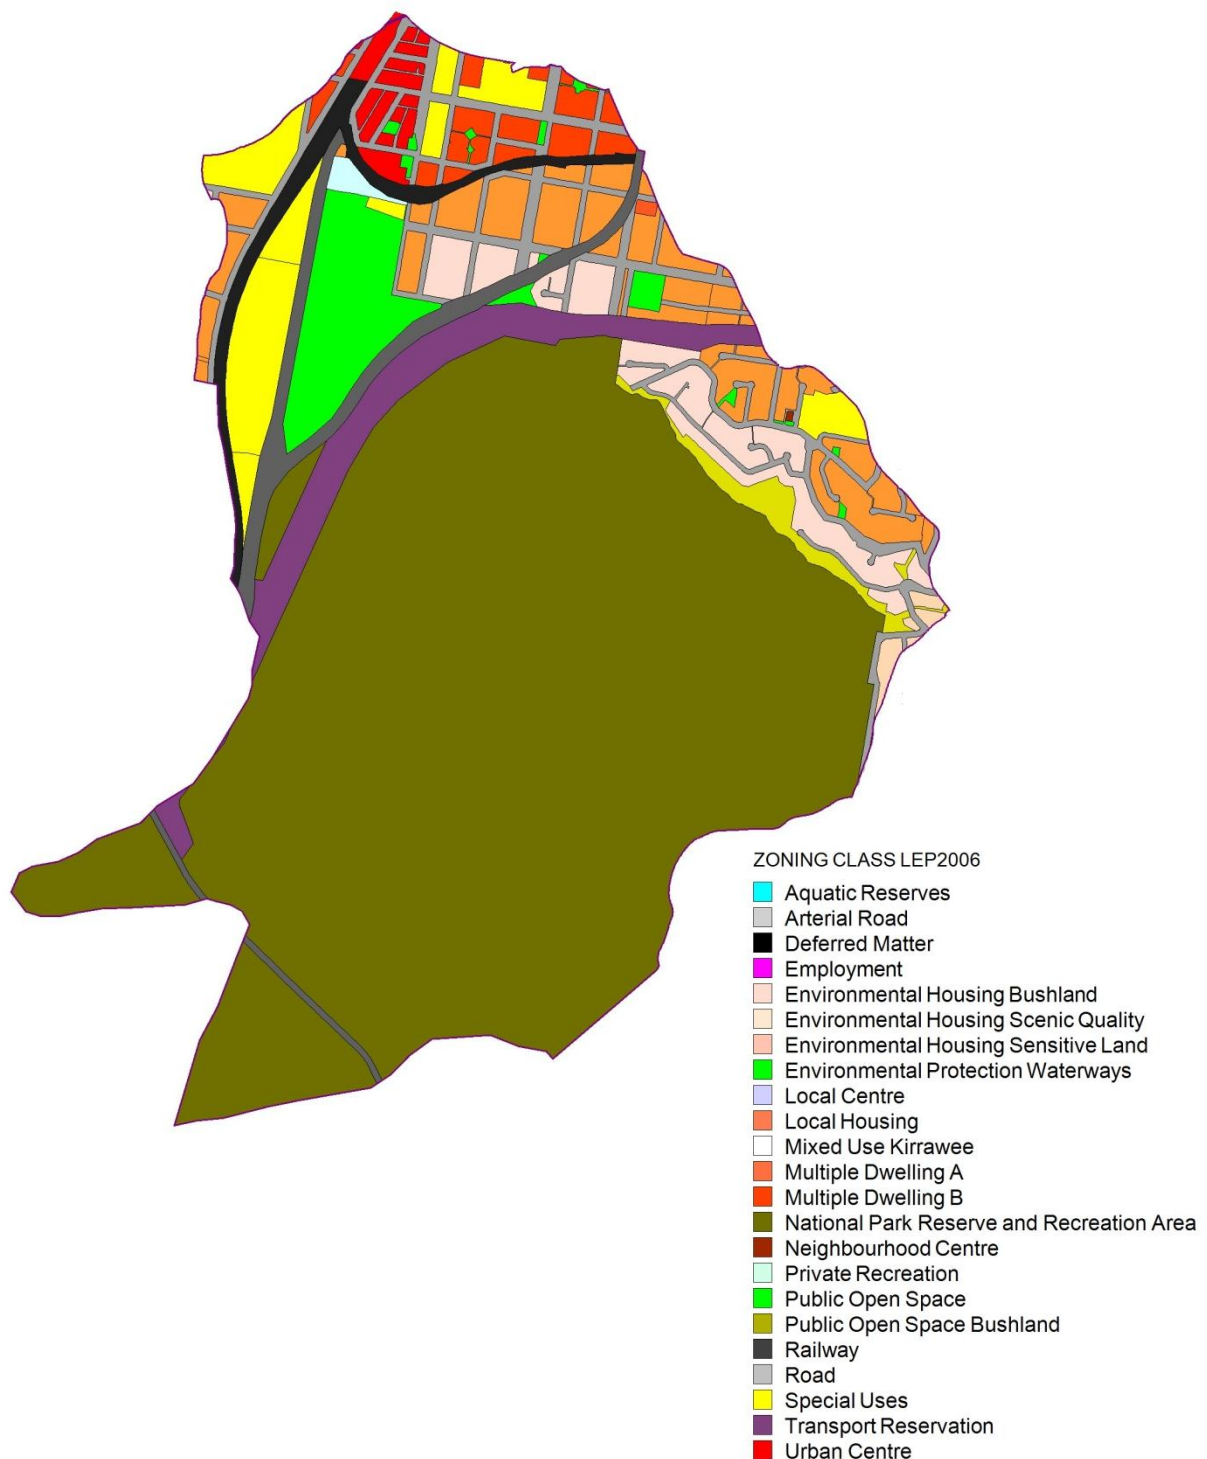 ZONING CLASS LEP2006
Aquatic Reserves
Arterial Road
Deferred Matter
Employment
Environmental Housing Bushland
Environmental Housing Scenic Quality
Environmental Housing Sensitive Land
Environmental Protection Waterways
Local Centre
Local Housing
Mixed Use Kirrawee
Multiple Dwelling A
Multiple Dwelling B
National Park Reserve and Recreation Area
Neighbourhood Centre
Private Recreation
Public Open Space
Public Open Space Bushland
Railway
Road
Special Uses
Transport Reservation
Urban Centre